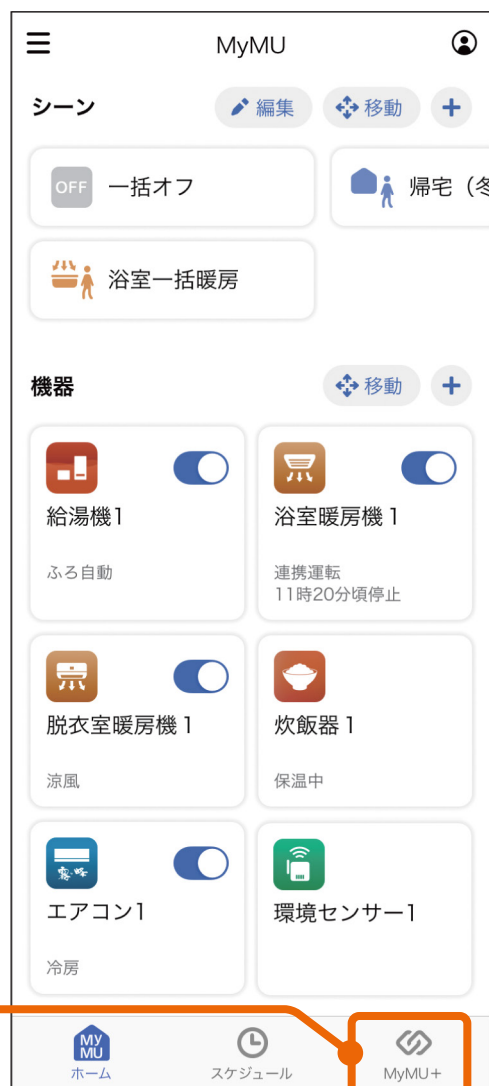 MyMU
シーン
編集
移動
OFF 一括オフ
帰宅（冬
浴室一括暖房
機器
移動
給湯機1
ふろ自動
浴室暖房機 1
連携運転
11時20分頃停止
脱衣室暖房機 1
涼風
炊飯器 1
保温中
エアコン1
冷房
環境センサー1
MY
MU
ホーム
スケジュール
MyMU+